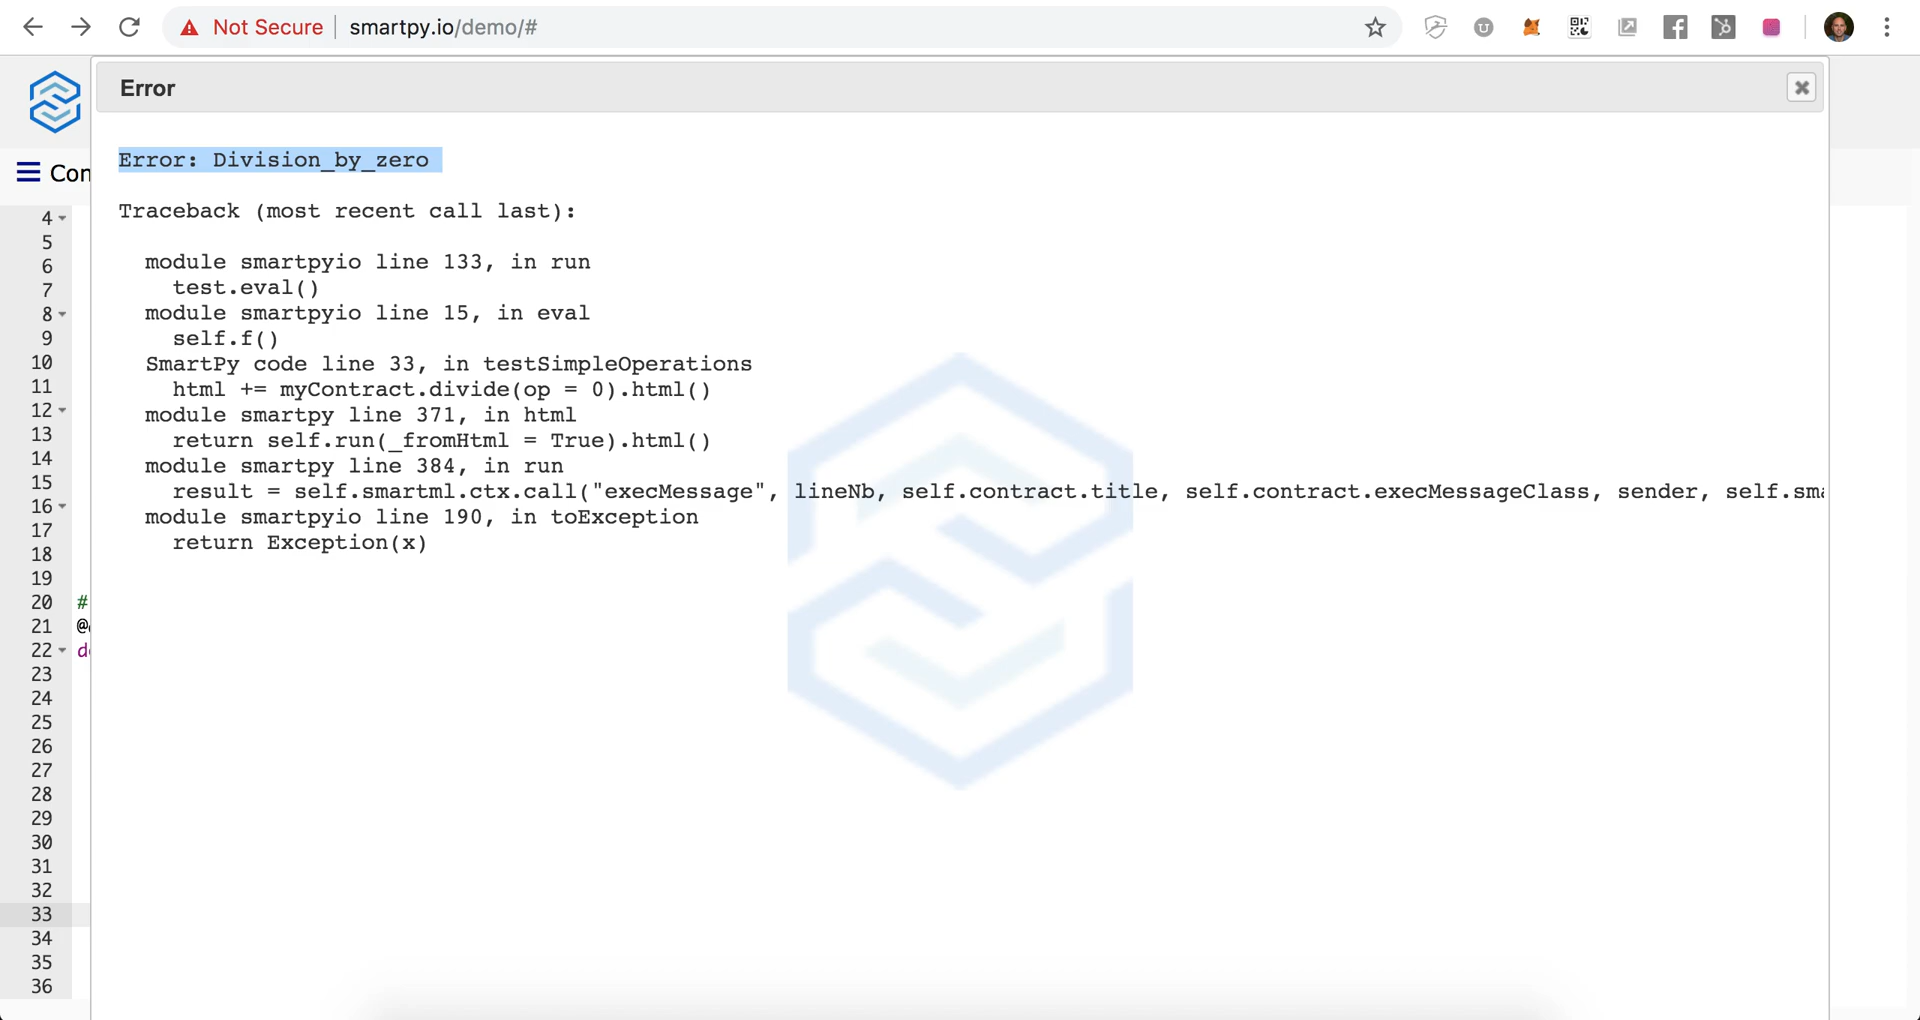 Not Secure smartpy.io/demo/#
Error
Error: Division_by_zero
Con
Traceback (most recent call last):
module smartpyio line 133, in run
test.eval()
module smartpyio line 15, in eval
self.f()
SmartPy code line 33, in testSimpleOperations
html += myContract.divide(op = 0).html()
module smartpy line 371, in html
return self.run(_fromHtml = True).html()
module smartpy line 384, in run
result = self.smartml.ctx.call("execMessage", lineNb, self.contract.title, self.contract.execMessageClass, sender, self.sma
module smartpyio line 190, in toException
return Exception(x)
4
5
6
7
8
9
10
11
12
13
14
15
16
17
18
19
20 #
21 @
22 d
23
24
25
26
27
28
29
30
31
32
33
34
35
36